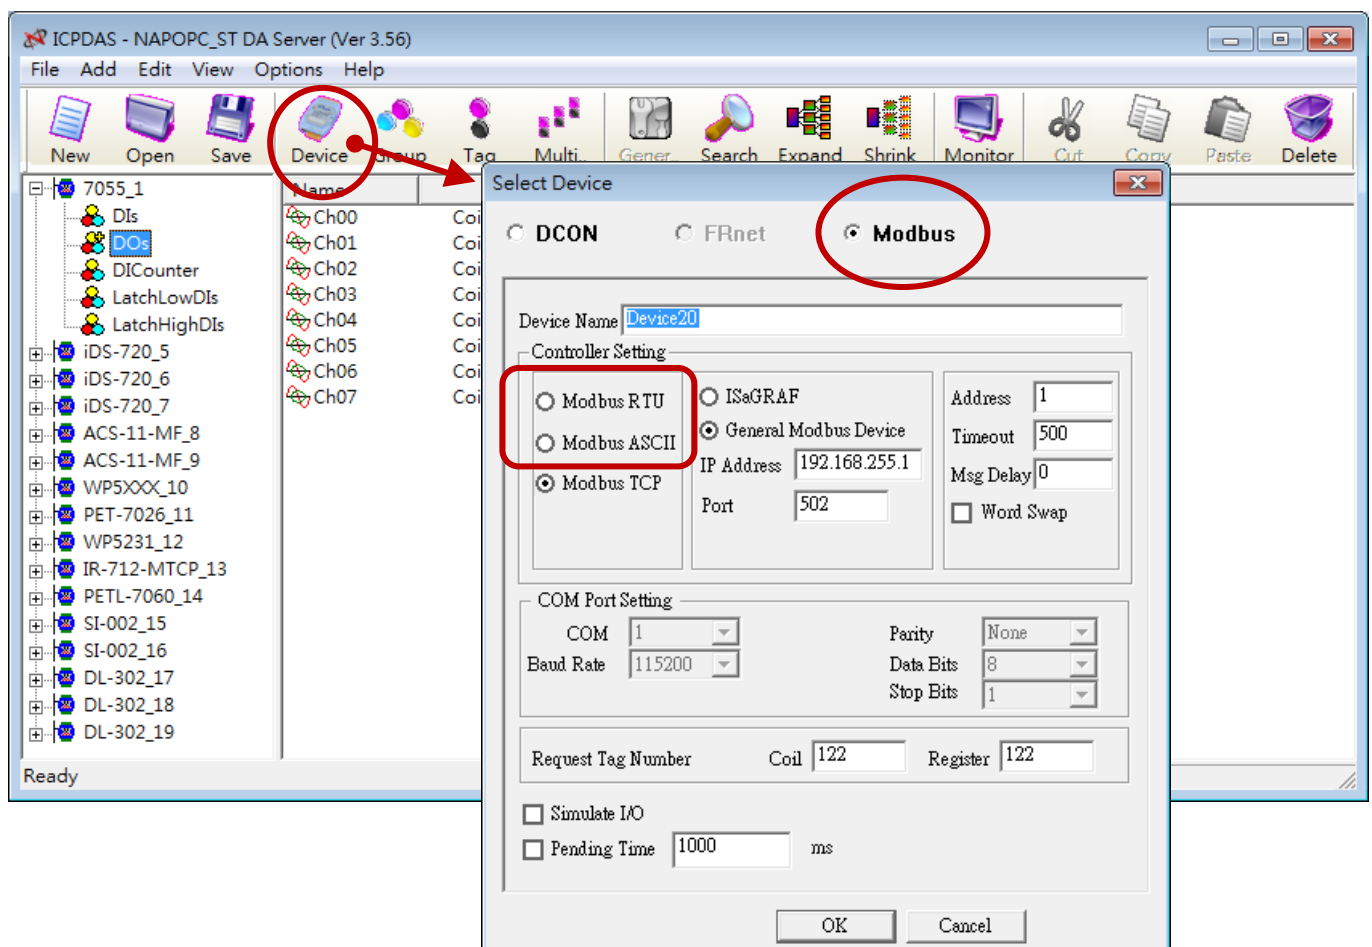 ICPDAS - NAPOPC_ST DA Server (Ver 3.56)
File Add Edit View Options Help
New Open Save Device Group Tag Multi.. Gener.. Search Expand Shrink Monitor Cut Copy Paste Delete
7055_1
DIs
DOs
DICounter
LatchLowDIs
LatchHighDIs
iDS-720_5
iDS-720_6
iDS-720_7
ACS-11-MF_8
ACS-11-MF_9
WP5XXX_10
PET-7026_11
WP5231_12
IR-712-MTCP_13
PETL-7060_14
SI-002_15
SI-002_16
DL-302_17
DL-302_18
DL-302_19
Name
Ch00 Coi
Ch01 Coi
Ch02 Coi
Ch03 Coi
Ch04 Coi
Ch05 Coi
Ch06 Coi
Ch07 Coi
Ready
Select Device
DCON FRnet Modbus
Device Name Device20
Controller Setting
Modbus RTU
Modbus ASCII
Modbus TCP
ISaGRAF
General Modbus Device
IP Address 192.168.255.1
Port 502
Address 1
Timeout 500
Msg Delay 0
Word Swap
COM Port Setting
COM 1
Baud Rate 115200
Parity None
Data Bits 8
Stop Bits 1
Request Tag Number Coil 122 Register 122
Simulate I/O
Pending Time 1000 ms
OK Cancel